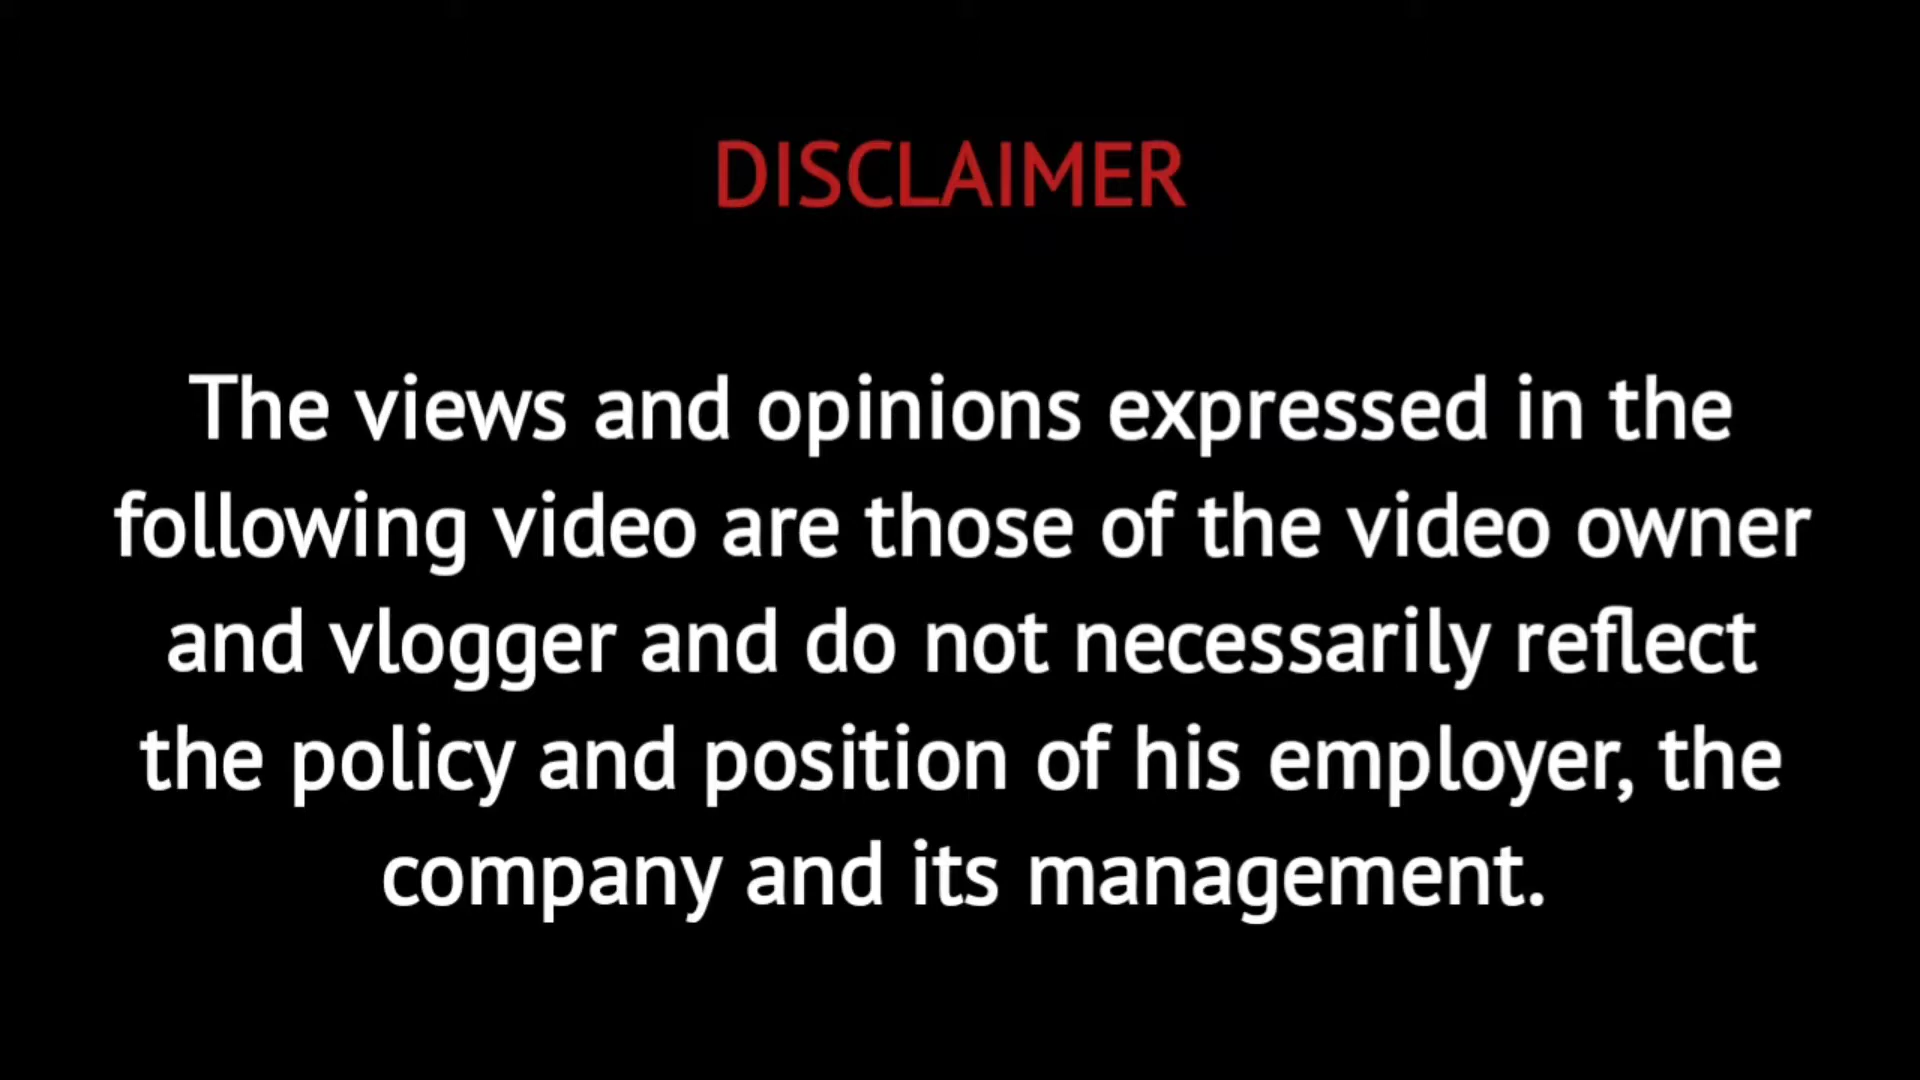 DISCLAIMER
The views and opinions expressed in the
following video are those of the video owner
and vlogger and do not necessarily reflect
the policy and position of his employer, the
company and its management.